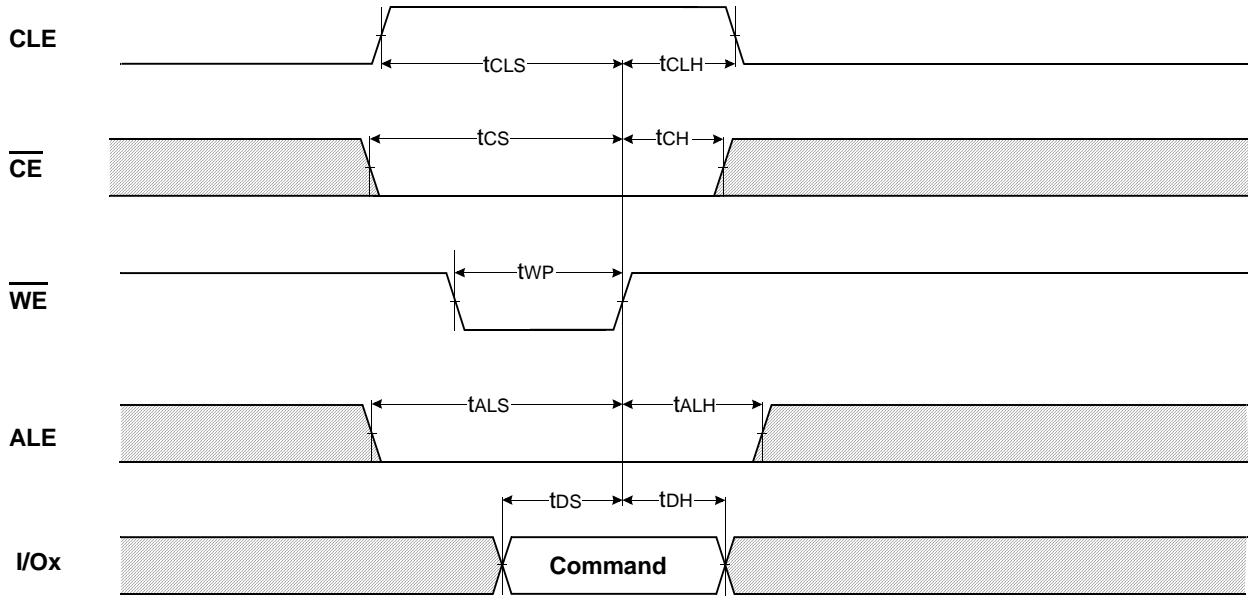 CLE
tCLS
tCLH
CE
tCS
tCH
WE
tWP
ALE
tALS
tALH
tDS
tDH
I/Ox
Command